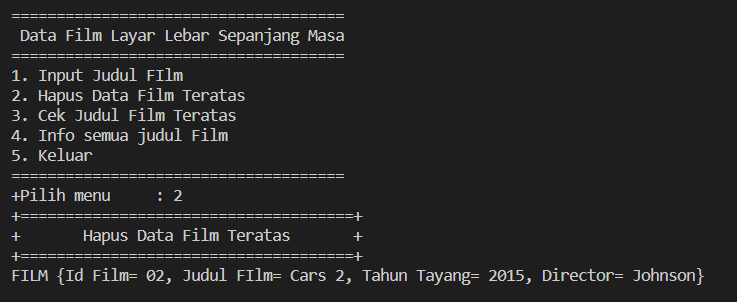 =====================================
 Data Film Layar Lebar Sepanjang Masa
=====================================
1. Input Judul FIlm
2. Hapus Data Film Teratas
3. Cek Judul Film Teratas
4. Info semua judul Film
5. Keluar
=====================================
+Pilih menu     : 2
+=====================================+
+       Hapus Data Film Teratas       +
+=====================================+
FILM {Id Film= 02, Judul FIlm= Cars 2, Tahun Tayang= 2015, Director= Johnson}